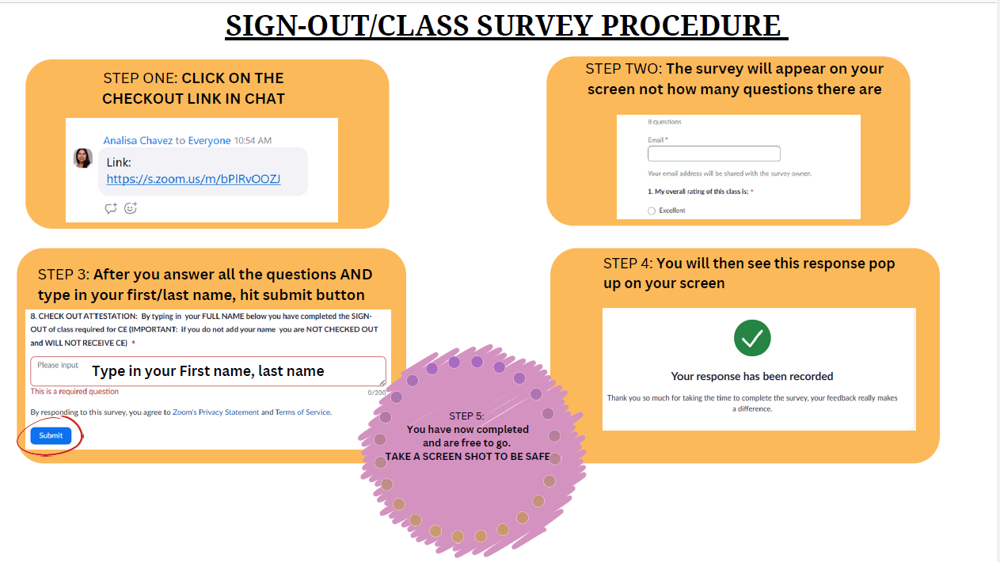 SIGN-OUT/CLASS SURVEY PROCEDURE
STEP ONE: CLICK ON THE
CHECKOUT LINK IN CHAT
Analisa Chavez to Everyone 10:54 AM
Link:
https://s.zoom.us/m/bPlRvOOZJ
STEP TWO: The survey will appear on your
screen not how many questions there are
8 questions
Email *
Your email address will be shared with the survey owner.
1. My overall rating of this class is: *
Excellent
STEP 3: After you answer all the questions AND
type in your first/last name, hit submit button
8. CHECK OUT ATTESTATION: By typing in your FULL NAME below you have completed the SIGN-
OUT of class required for CE (IMPORTANT: if you do not add your name you are NOT CHECKED OUT
and WILL NOT RECEIVE CE) *
Please input Type in your First name, last name
This is a required question 0/200
By responding to this survey, you agree to Zoom's Privacy Statement and Terms of Service.
Submit
STEP 4: You will then see this response pop
up on your screen
Your response has been recorded
Thank you so much for taking the time to complete the survey, your feedback really makes
a difference.
STEP 5:
You have now completed
and are free to go.
TAKE A SCREEN SHOT TO BE SAFE